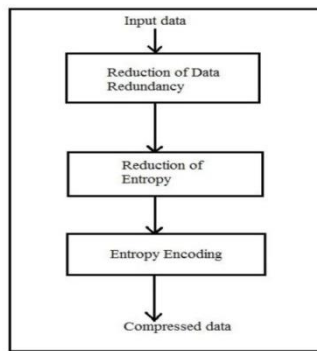 Input data
Reduction of Data
Redundancy
Reduction of
Entropy
Entropy Encoding
Compressed data